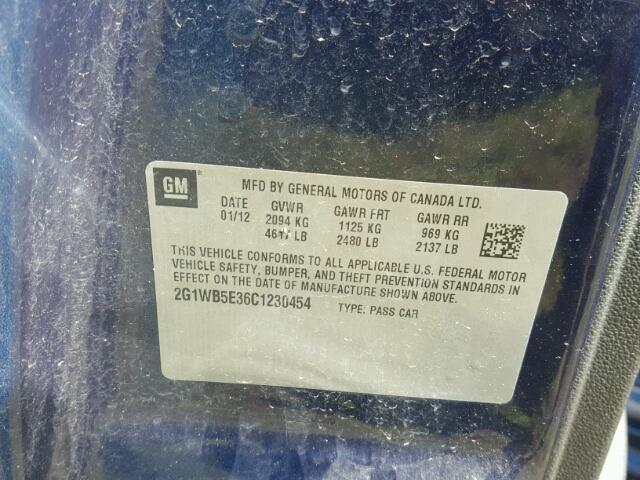 GM
MFD BY GENERAL MOTORS OF CANADA LTD.
DATE GVWR GAWR FRT GAWR RR
01/12 2094 KG 1125 KG 969 KG
4617 LB 2480 LB 2137 LB
THIS VEHICLE CONFORMS TO ALL APPLICABLE U.S. FEDERAL MOTOR
VEHICLE SAFETY, BUMPER, AND THEFT PREVENTION STANDARDS IN
EFFECT ON THE DATE OF MANUFACTURE SHOWN ABOVE.
2G1WB5E36C1230454 TYPE: PASS CAR